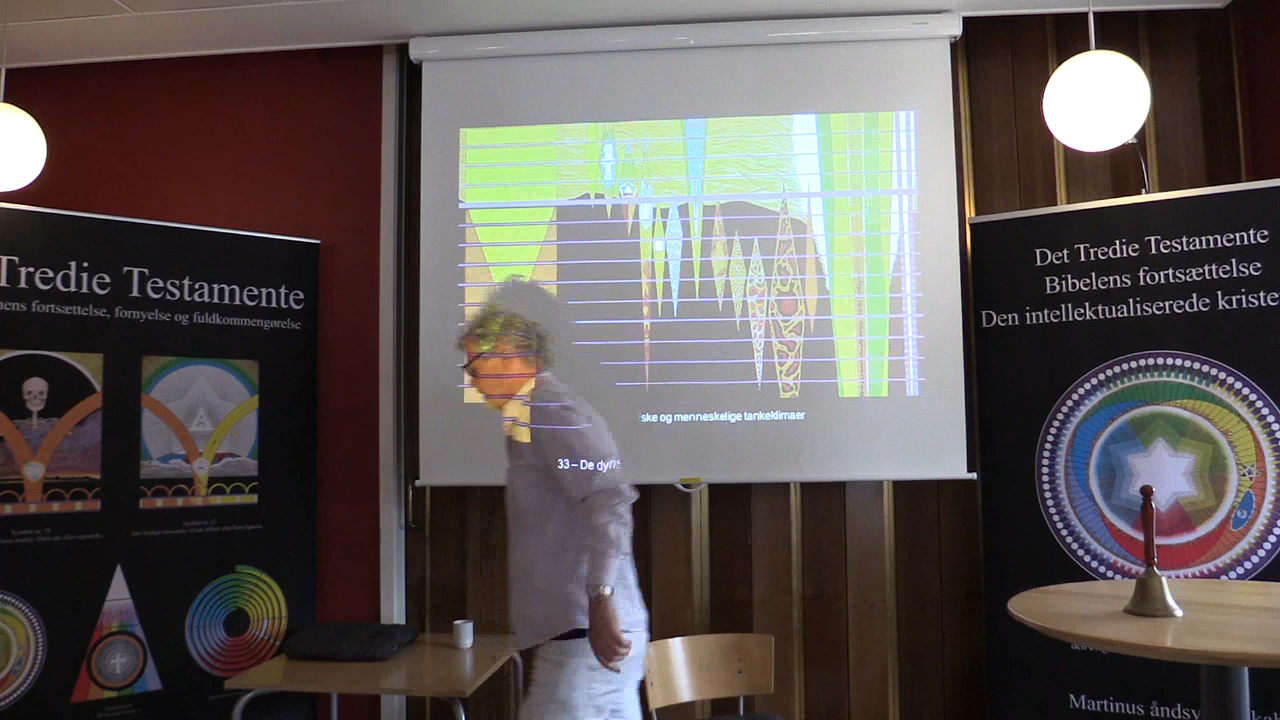 Tredie Testamente
ens fortsættelse, fornyelse og fuldkommengørelse
ske og menneskelige tankeklimaer
33 – De dyri
Det Tredie Testamente
Bibelens fortsættelse
Den intellektualiserede kriste
Martinus åndsv